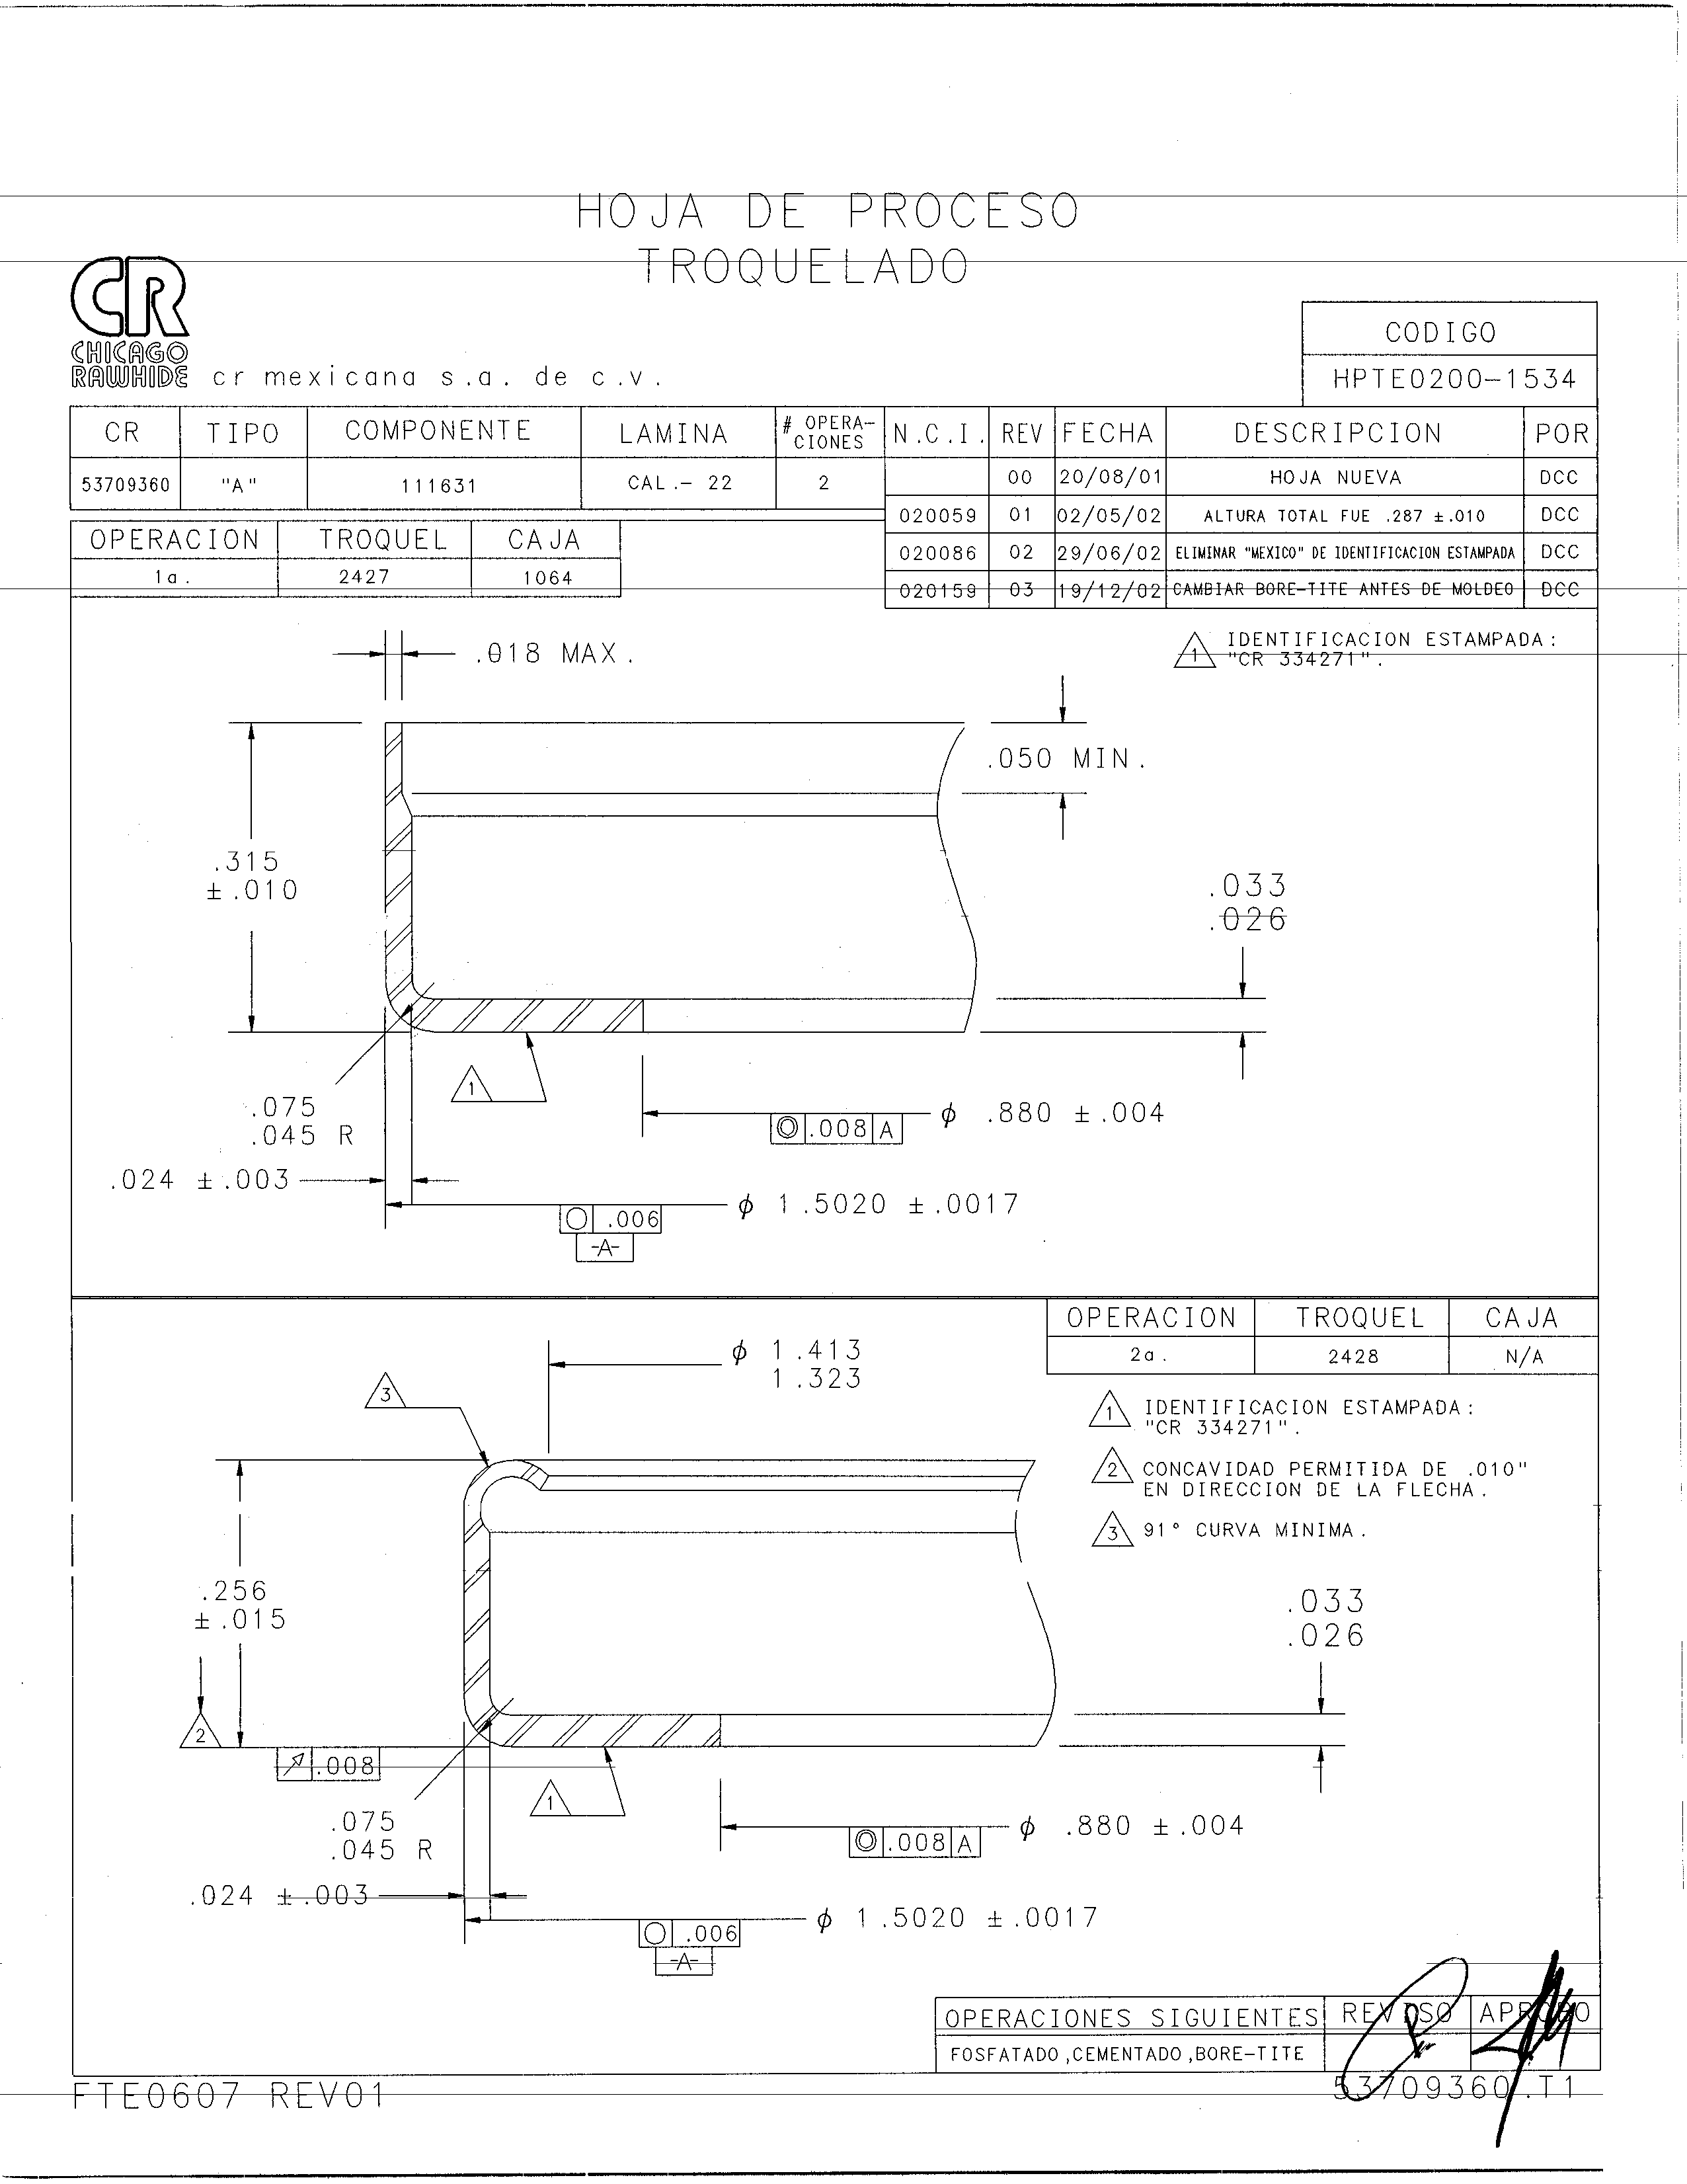 HOJA DE PROCESO
TROQUELADO
CR
CHICAGO
RAWHIDE
cr mexicana s.a. de c.v.
CODIGO
HPTE0200-1534
CR TIPO COMPONENTE LAMINA # OPERA-CIONES
53709360 "A" 111631 CAL.- 22 2
N.C.I. REV FECHA DESCRIPCION POR
00 20/08/01 HOJA NUEVA DCC
020059 01 02/05/02 ALTURA TOTAL FUE .287 ±.010 DCC
020086 02 29/06/02 ELIMINAR "MEXICO" DE IDENTIFICACION ESTAMPADA DCC
020159 03 19/12/02 CAMBIAR BORE-TITE ANTES DE MOLDEO DCC
OPERACION TROQUEL CAJA
1a. 2427 1064
.018 MAX.
1 IDENTIFICACION ESTAMPADA:
"CR 334271".
.050 MIN.
.315
±.010
.033
.026
1
.075
.045 R
φ .880 ±.004
◎ .008 A
.024 ±.003
φ 1.5020 ±.0017
○ .006
-A-
OPERACION TROQUEL CAJA
2a. 2428 N/A
φ 1.413
1.323
3
1 IDENTIFICACION ESTAMPADA:
"CR 334271".
2 CONCAVIDAD PERMITIDA DE .010"
EN DIRECCION DE LA FLECHA.
3 91° CURVA MINIMA.
.256
±.015
.033
.026
2
.008
1
.075
.045 R
φ .880 ±.004
◎ .008 A
.024 ±.003
φ 1.5020 ±.0017
○ .006
-A-
OPERACIONES SIGUIENTES REVISO APROBO
FOSFATADO,CEMENTADO,BORE-TITE
FTE0607 REV01
53709360.T1